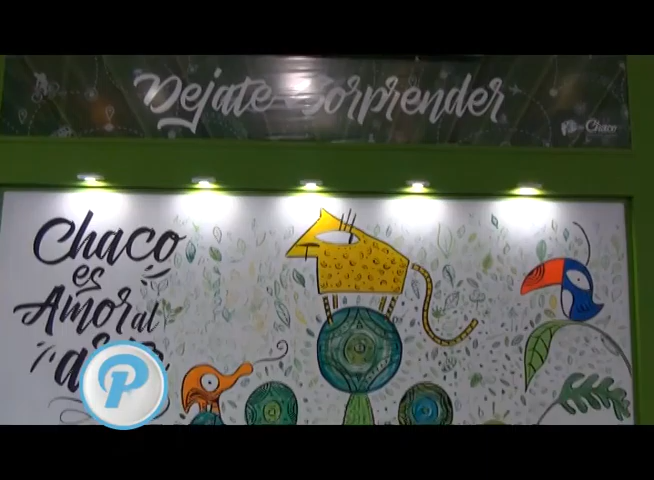 Dejate Sorprender
Chaco
Chaco
es
Amor al
P